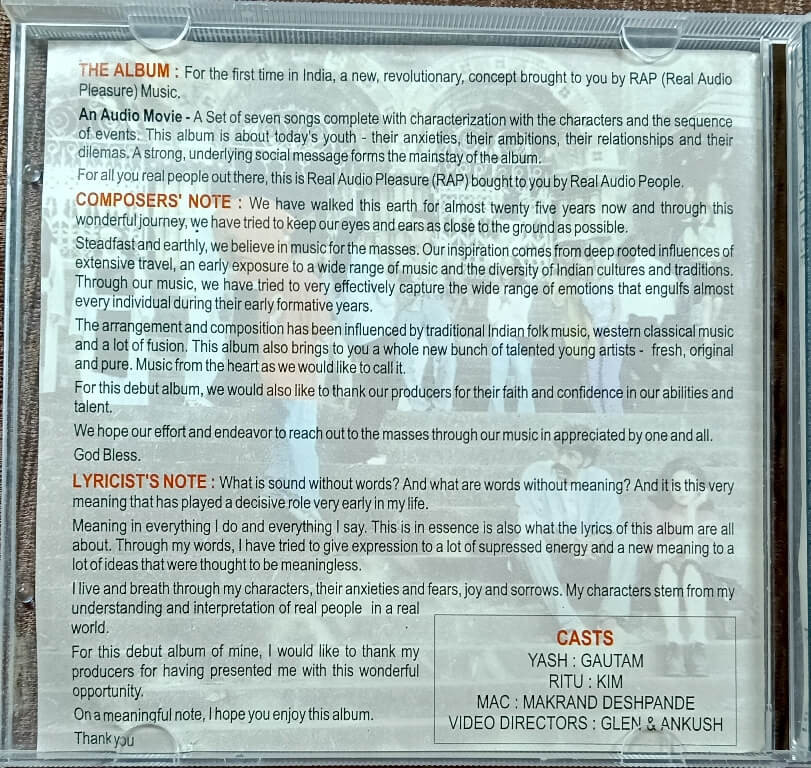 THE ALBUM : For the first time in India, a new, revolutionary, concept brought to you by RAP (Real Audio
Pleasure) Music.
An Audio Movie - A Set of seven songs complete with characterization with the characters and the sequence
of events. This album is about today's youth - their anxieties, their ambitions, their relationships and their
dilemas. A strong, underlying social message forms the mainstay of the album.
For all you real people out there, this is Real Audio Pleasure (RAP) bought to you by Real Audio People.
COMPOSERS' NOTE : We have walked this earth for almost twenty five years now and through this
wonderful journey, we have tried to keep our eyes and ears as close to the ground as possible.
Steadfast and earthly, we believe in music for the masses. Our inspiration comes from deep rooted influences of
extensive travel, an early exposure to a wide range of music and the diversity of Indian cultures and traditions.
Through our music, we have tried to very effectively capture the wide range of emotions that engulfs almost
every individual during their early formative years.
The arrangement and composition has been influenced by traditional Indian folk music, western classical music
and a lot of fusion. This album also brings to you a whole new bunch of talented young artists - fresh, original
and pure. Music from the heart as we would like to call it.
For this debut album, we would also like to thank our producers for their faith and confidence in our abilities and
talent.
We hope our effort and endeavor to reach out to the masses through our music in appreciated by one and all.
God Bless.
LYRICIST'S NOTE : What is sound without words? And what are words without meaning? And it is this very
meaning that has played a decisive role very early in my life.
Meaning in everything I do and everything I say. This is in essence is also what the lyrics of this album are all
about. Through my words, I have tried to give expression to a lot of supressed energy and a new meaning to a
lot of ideas that were thought to be meaningless.
I live and breath through my characters, their anxieties and fears, joy and sorrows. My characters stem from my
understanding and interpretation of real people in a real
world.
For this debut album of mine, I would like to thank my
producers for having presented me with this wonderful
opportunity.
On a meaningful note, I hope you enjoy this album.
Thank you
CASTS
YASH : GAUTAM
RITU : KIM
MAC : MAKRAND DESHPANDE
VIDEO DIRECTORS : GLEN & ANKUSH